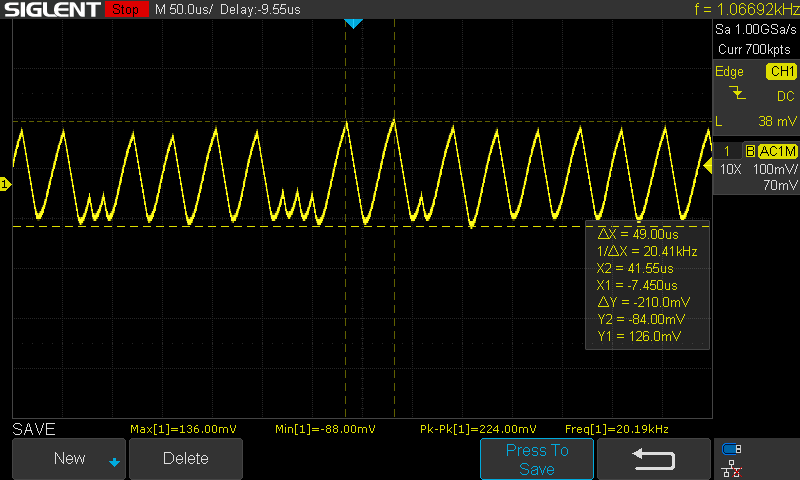 SIGLENT Stop M 50.0us/ Delay:-9.55us f = 1.06692kHz
Sa 1.00GSa/s
Curr 700kpts
Edge CH1
DC
L 38 mV
1 B AC1M
10X 100mV/
70mV
1
ΔX = 49.00us
1/ΔX = 20.41kHz
X2 = 41.55us
X1 = -7.450us
ΔY = -210.0mV
Y2 = -84.00mV
Y1 = 126.0mV
SAVE Max[1]=136.00mV Min[1]=-88.00mV Pk-Pk[1]=224.00mV Freq[1]=20.19kHz
New Delete Press To
Save